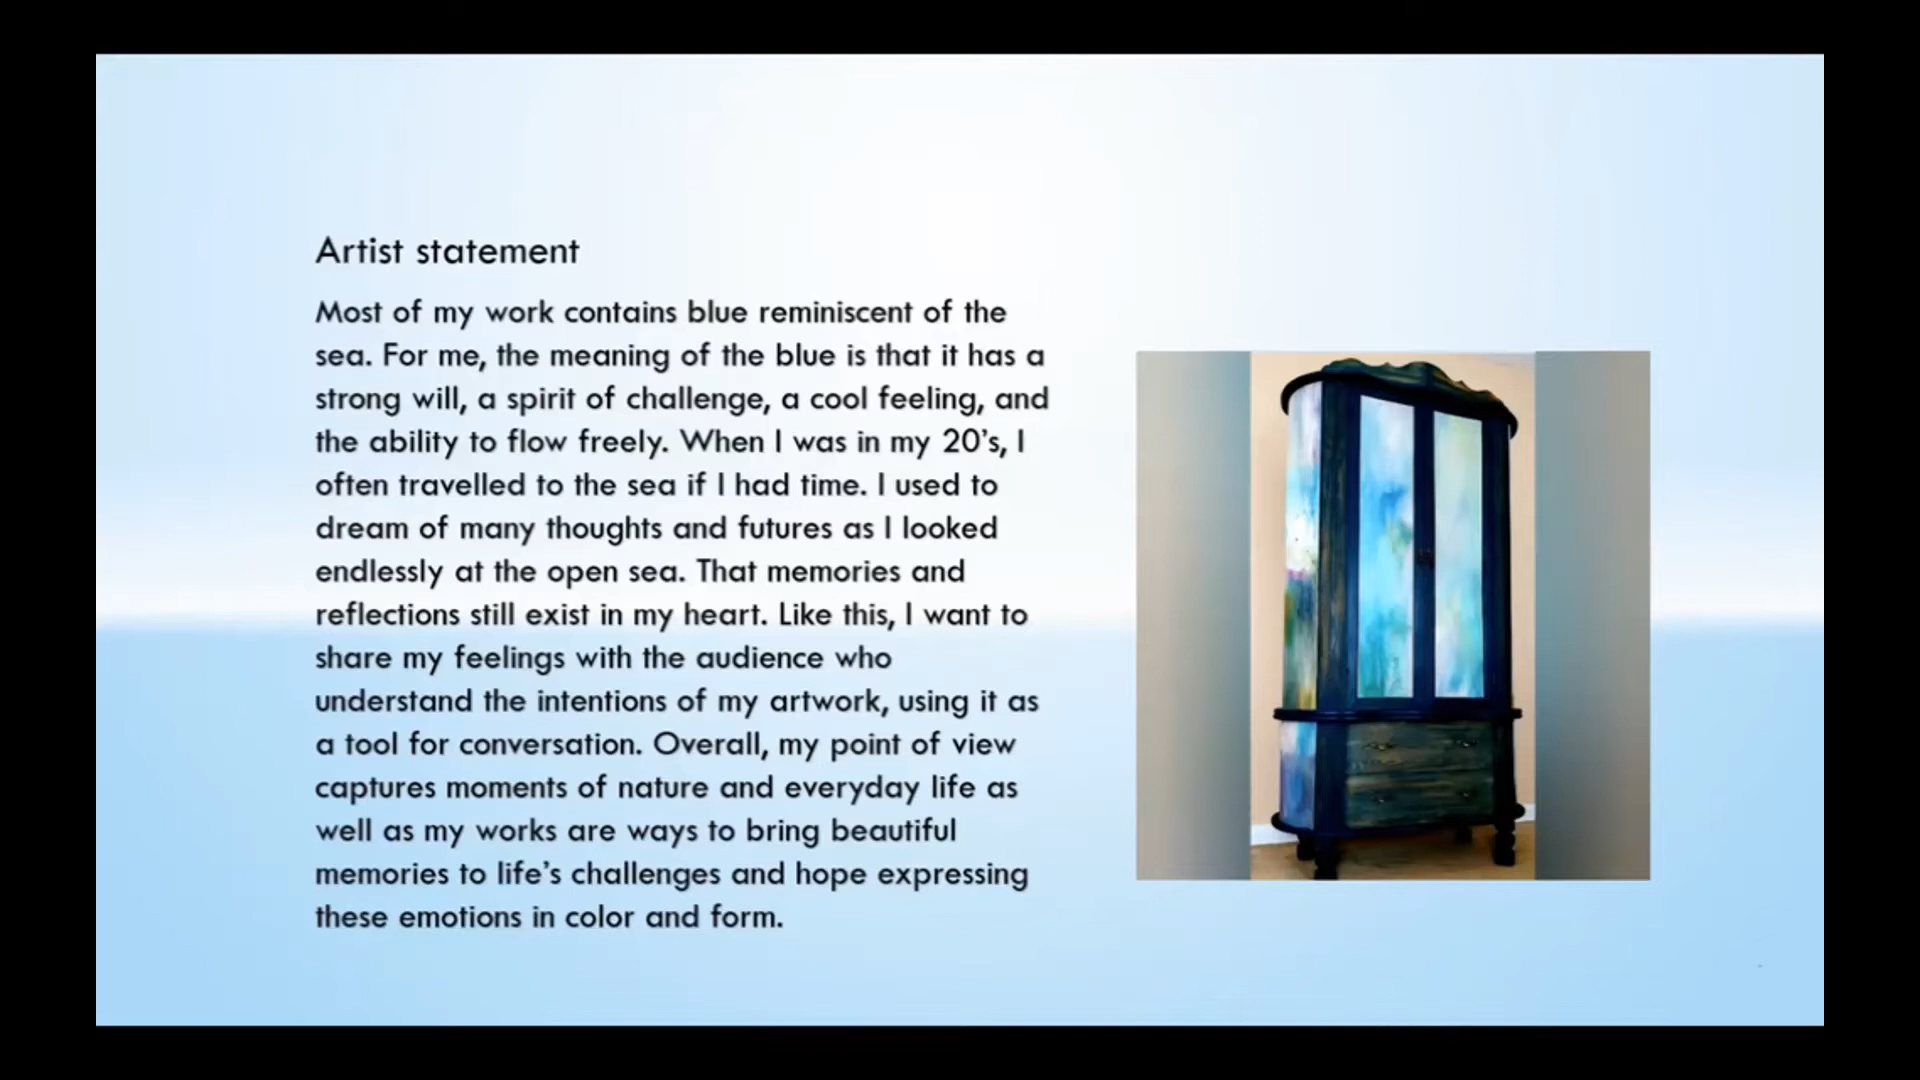 Artist statement
Most of my work contains blue reminiscent of the
sea. For me, the meaning of the blue is that it has a
strong will, a spirit of challenge, a cool feeling, and
the ability to flow freely. When I was in my 20's, I
often travelled to the sea if I had time. I used to
dream of many thoughts and futures as I looked
endlessly at the open sea. That memories and
reflections still exist in my heart. Like this, I want to
share my feelings with the audience who
understand the intentions of my artwork, using it as
a tool for conversation. Overall, my point of view
captures moments of nature and everyday life as
well as my works are ways to bring beautiful
memories to life's challenges and hope expressing
these emotions in color and form.